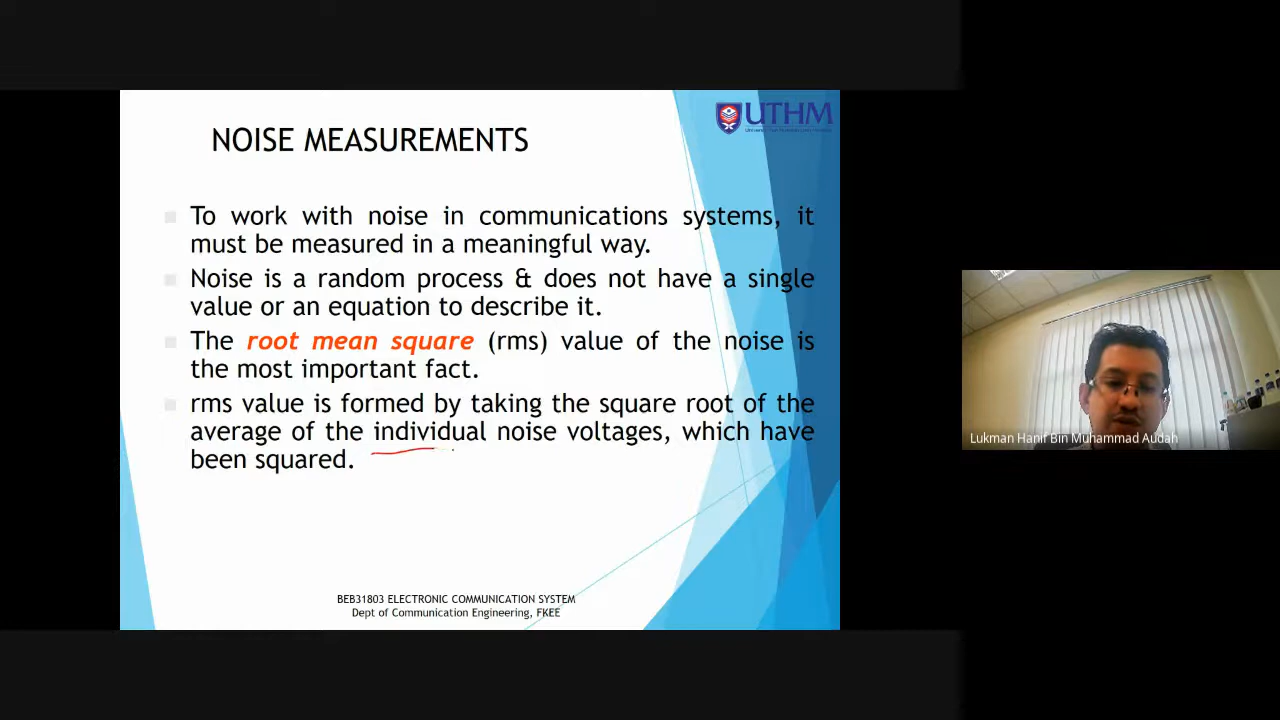 UTHM
NOISE MEASUREMENTS
To work with noise in communications systems, it
must be measured in a meaningful way.
Noise is a random process & does not have a single
value or an equation to describe it.
The root mean square (rms) value of the noise is
the most important fact.
rms value is formed by taking the square root of the
average of the individual noise voltages, which have
been squared.
BEB31803 ELECTRONIC COMMUNICATION SYSTEM
Dept of Communication Engineering, FKEE
Lukman Hanif Bin Muhammad Audah